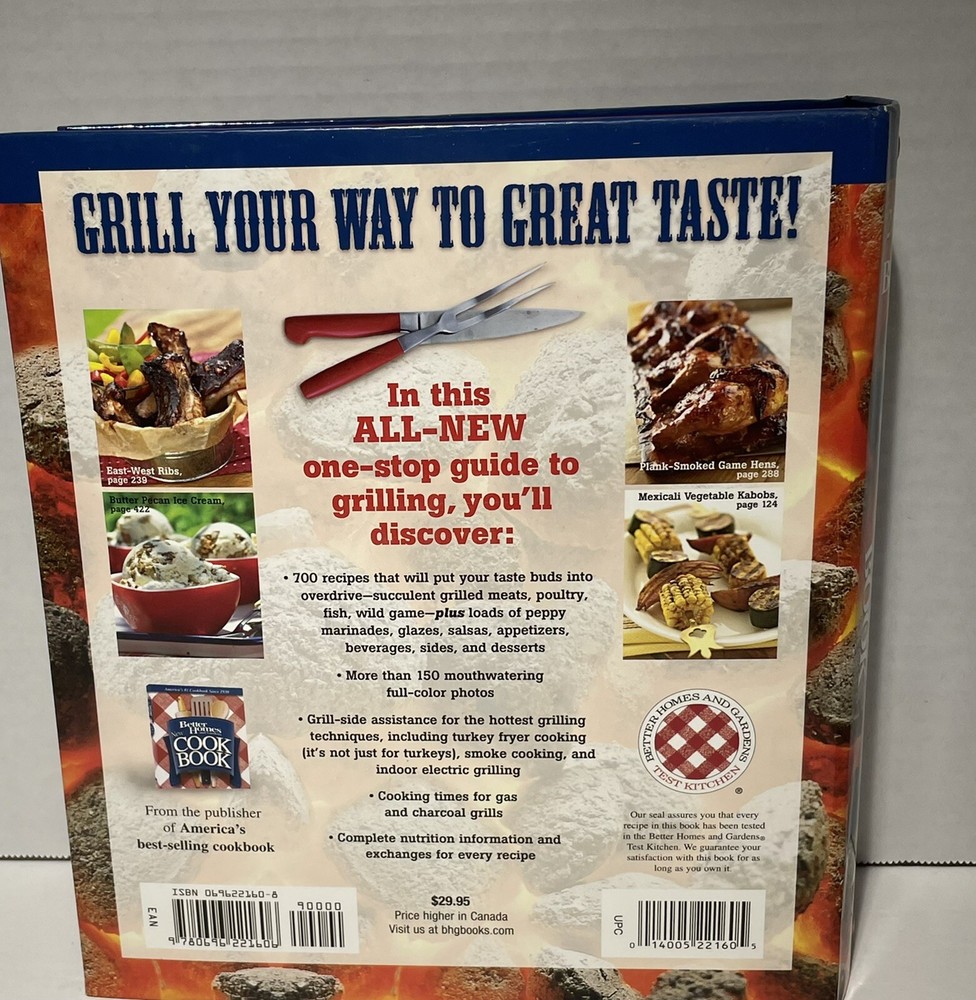 GRILL YOUR WAY TO GREAT TASTE!
East-West Ribs,
page 239
Butter Pecan Ice Cream,
page 422
In this
ALL-NEW
one-stop guide to
grilling, you'll
discover:
• 700 recipes that will put your taste buds into
overdrive—succulent grilled meats, poultry,
fish, wild game—plus loads of peppy
marinades, glazes, salsas, appetizers,
beverages, sides, and desserts
• More than 150 mouthwatering
full-color photos
• Grill-side assistance for the hottest grilling
techniques, including turkey fryer cooking
(it's not just for turkeys), smoke cooking, and
indoor electric grilling
• Cooking times for gas
and charcoal grills
• Complete nutrition information and
exchanges for every recipe
Plank-Smoked Game Hens,
page 288
Mexicali Vegetable Kabobs,
page 124
America's #1 Cookbook Since 1930
Better
Homes
New
COOK
BOOK
From the publisher
of America's
best-selling cookbook
BETTER HOMES AND GARDENS
TEST KITCHEN
®
Our seal assures you that every
recipe in this book has been tested
in the Better Homes and Gardens®
Test Kitchen. We guarantee your
satisfaction with this book for as
long as you own it.
ISBN 069622160-8
90000
EAN
9 780696 221606
$29.95
Price higher in Canada
Visit us at bhgbooks.com
UPC
0 14005 22160 5